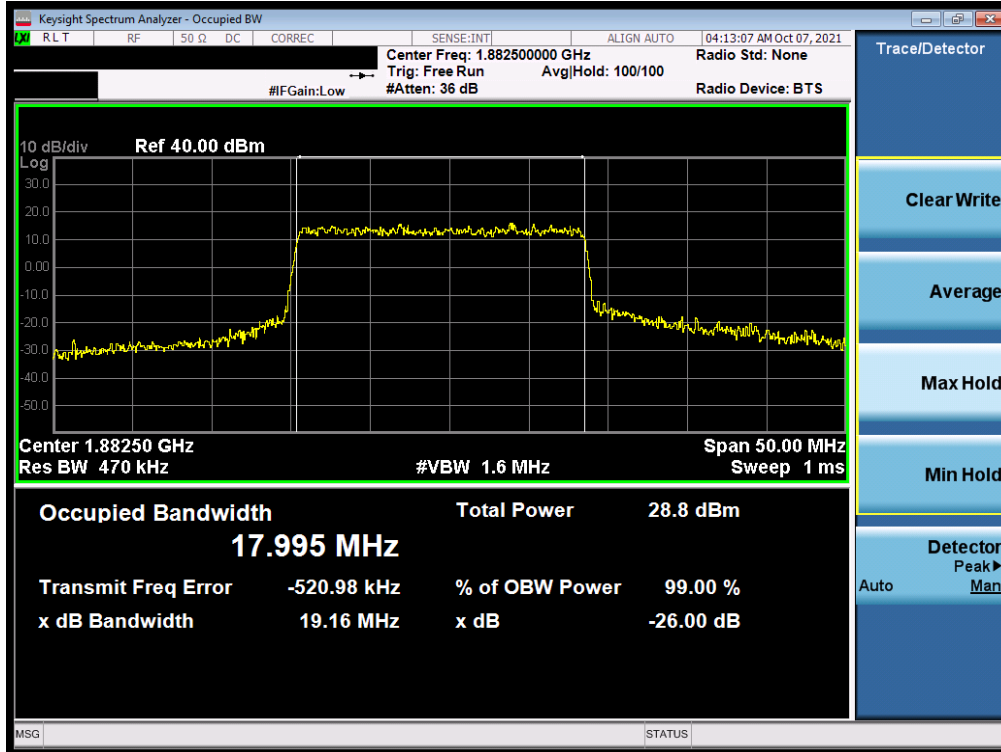 Keysight Spectrum Analyzer - Occupied BW
LXI RLT RF 50 Ω DC CORREC SENSE:INT ALIGN AUTO 04:13:07 AM Oct 07, 2021
Center Freq: 1.882500000 GHz Radio Std: None
Trig: Free Run Avg|Hold: 100/100
#IFGain:Low #Atten: 36 dB Radio Device: BTS
Trace/Detector
10 dB/div Ref 40.00 dBm
Log
30.0
20.0
10.0
0.00
-10.0
-20.0
-30.0
-40.0
-50.0
Center 1.88250 GHz Span 50.00 MHz
Res BW 470 kHz #VBW 1.6 MHz Sweep 1 ms
Occupied Bandwidth Total Power 28.8 dBm
17.995 MHz
Transmit Freq Error -520.98 kHz % of OBW Power 99.00 %
x dB Bandwidth 19.16 MHz x dB -26.00 dB
Clear Write
Average
Max Hold
Min Hold
Detector
Peak▶
Auto Man
MSG STATUS